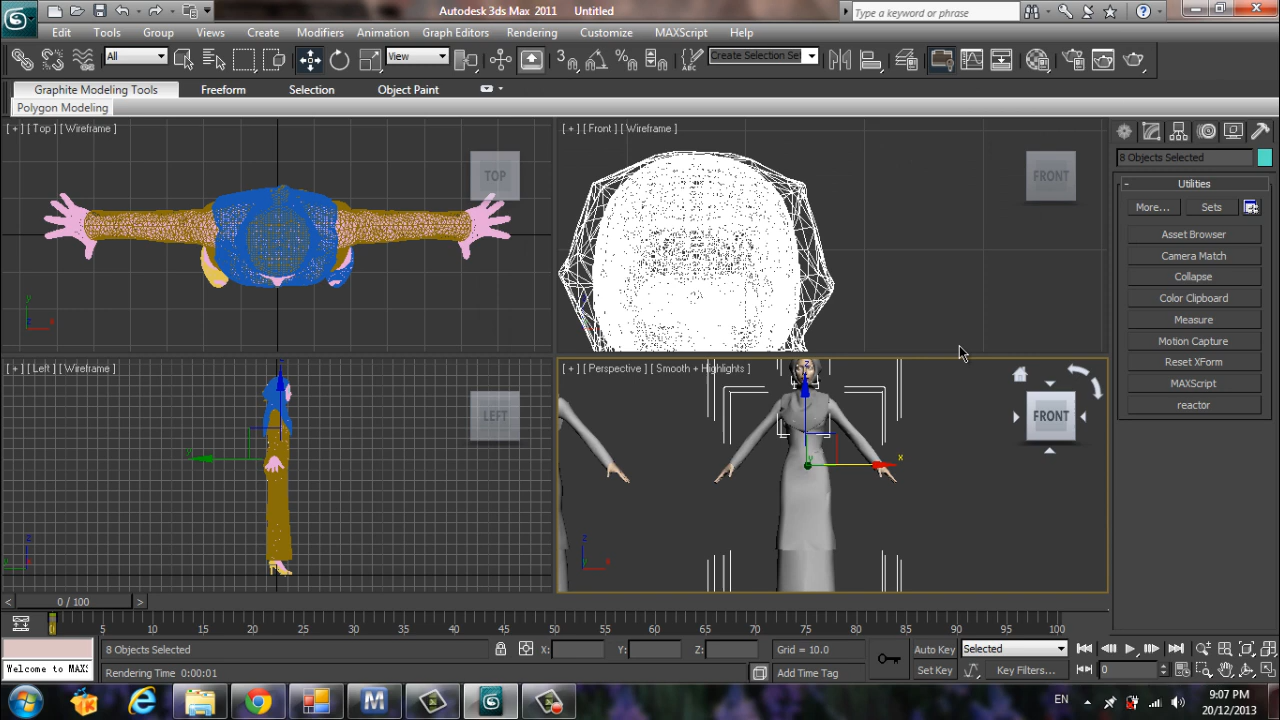 Autodesk 3ds Max 2011 Untitled
Type a keyword or phrase
Edit Tools Group Views Create Modifiers Animation Graph Editors Rendering Customize MAXScript Help
All View Create Selection Se
Graphite Modeling Tools Freeform Selection Object Paint
Polygon Modeling
[ + ] [ Top ] [ Wireframe ]
TOP
[ + ] [ Front ] [ Wireframe ]
FRONT
8 Objects Selected
- Utilities
More... Sets
Asset Browser
Camera Match
Collapse
Color Clipboard
Measure
Motion Capture
Reset XForm
MAXScript
reactor
[ + ] [ Left ] [ Wireframe ]
LEFT
[ + ] [ Perspective ] [ Smooth + Highlights ]
FRONT
< 0 / 100 >
0 5 10 15 20 25 30 35 40 45 50 55 60 65 70 75 80 85 90 95 100
8 Objects Selected X: Y: Z: Grid = 10.0 Auto Key Selected
Welcome to MAXS Rendering Time 0:00:01 Add Time Tag Set Key Key Filters... 0
EN 9:07 PM
20/12/2013